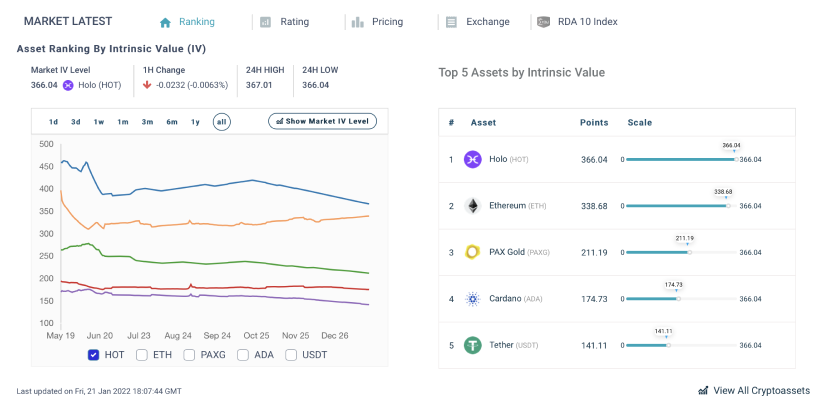 MARKET LATEST
Ranking
Rating
Pricing
Exchange
RDA 10 Index
Asset Ranking By Intrinsic Value (IV)
Market IV Level
366.04 Holo (HOT)
1H Change
-0.0232 (-0.0063%)
24H HIGH
367.01
24H LOW
366.04
1d 3d 1w 1m 3m 6m 1y all
Show Market IV Level
500
450
400
350
300
250
200
150
100
May 19 Jun 20 Jul 23 Aug 24 Sep 24 Oct 25 Nov 25 Dec 26
HOT ETH PAXG ADA USDT
Last updated on Fri, 21 Jan 2022 18:07:44 GMT
Top 5 Assets by Intrinsic Value
# Asset Points Scale
366.04
1 Holo (HOT) 366.04 0 366.04
338.68
2 Ethereum (ETH) 338.68 0 366.04
211.19
3 PAX Gold (PAXG) 211.19 0 366.04
174.73
4 Cardano (ADA) 174.73 0 366.04
141.11
5 Tether (USDT) 141.11 0 366.04
View All Cryptoassets